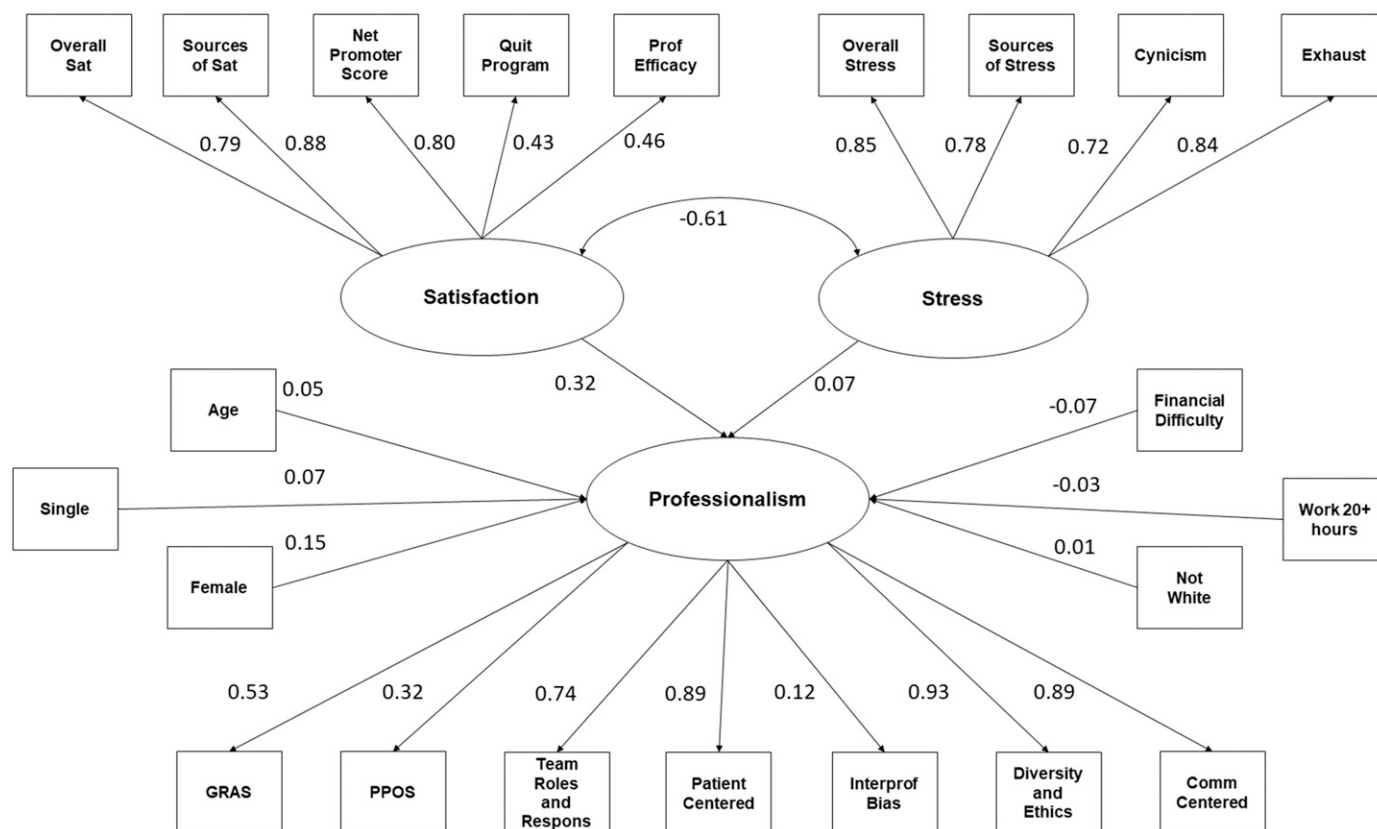 Overall
Sat
Sources
of Sat
Net
Promoter
Score
Quit
Program
Prof
Efficacy
Overall
Stress
Sources
of Stress
Cynicism
Exhaust
0.79
0.88
0.80
0.43
0.46
0.85
0.78
0.72
0.84
-0.61
Satisfaction
Stress
0.32
0.07
Age
0.05
-0.07
Financial
Difficulty
Single
0.07
Professionalism
-0.03
Work 20+
hours
Female
0.15
0.01
Not
White
0.53
0.32
0.74
0.89
0.12
0.93
0.89
GRAS
PPOS
Team
Roles
and
Respons
Patient
Centered
Interprof
Bias
Diversity
and
Ethics
Comm
Centered